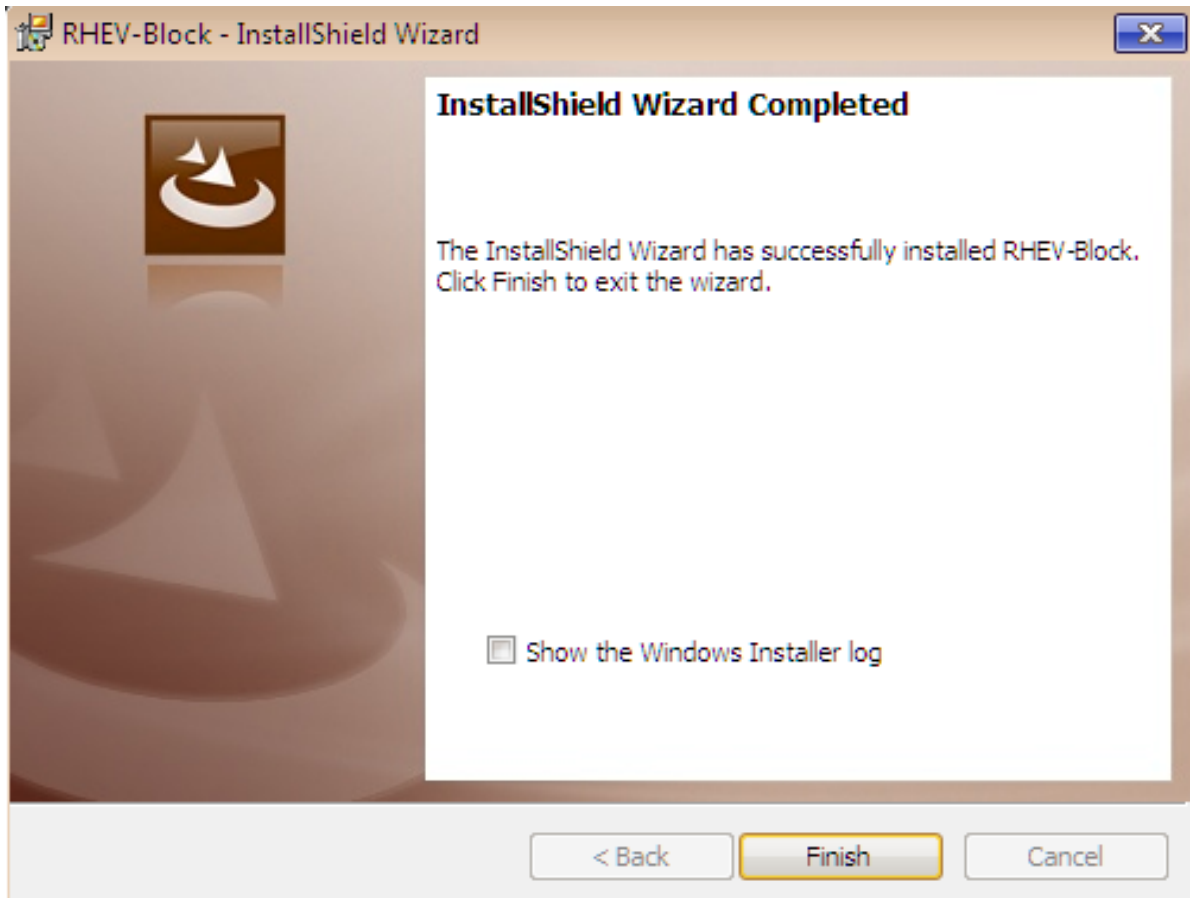 RHEV-Block - InstallShield Wizard
InstallShield Wizard Completed
The InstallShield Wizard has successfully installed RHEV-Block.
Click Finish to exit the wizard.
Show the Windows Installer log
< Back
Finish
Cancel